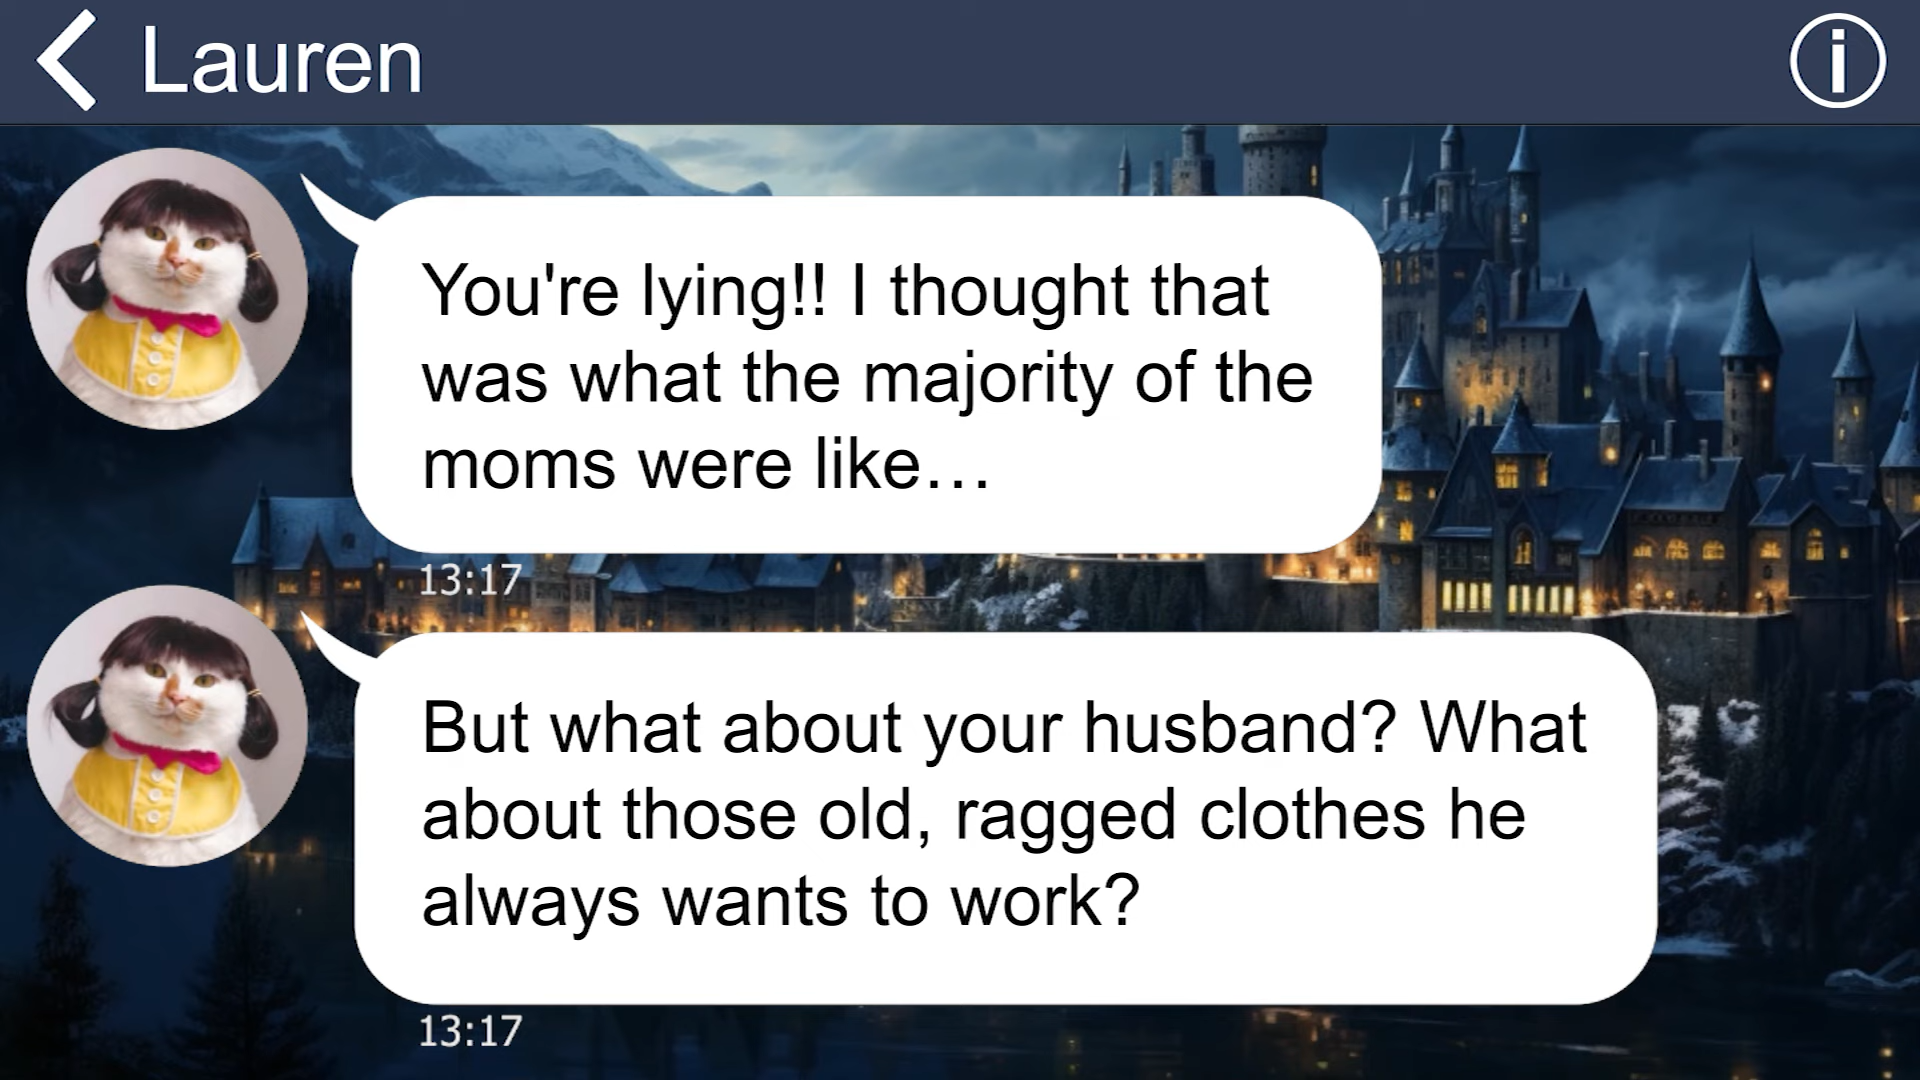 Lauren
You're lying!! I thought that
was what the majority of the
moms were like…
13:17
But what about your husband? What
about those old, ragged clothes he
always wants to work?
13:17